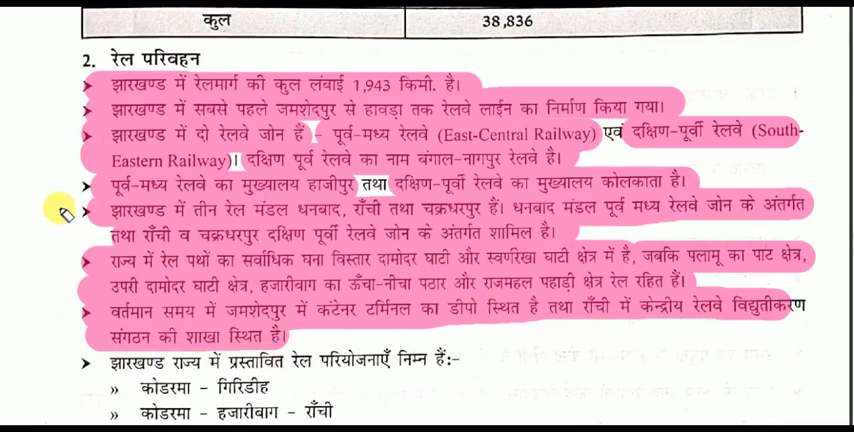 कुल 38,836
2. रेल परिवहन
➤ झारखण्ड में रेलमार्ग की कुल लंबाई 1,943 किमी. है।
➤ झारखण्ड में सबसे पहले जमशेदपुर से हावड़ा तक रेलवे लाईन का निर्माण किया गया।
➤ झारखण्ड में दो रेलवे जोन हैं - पूर्व-मध्य रेलवे (East-Central Railway) एवं दक्षिण-पूर्वी रेलवे (South-
Eastern Railway)। दक्षिण पूर्व रेलवे का नाम बंगाल-नागपुर रेलवे है।
➤ पूर्व-मध्य रेलवे का मुख्यालय हाजीपुर तथा दक्षिण-पूर्वी रेलवे का मुख्यालय कोलकाता है।
➤ झारखण्ड में तीन रेल मंडल धनबाद, राँची तथा चक्रधरपुर हैं। धनबाद मंडल पूर्व मध्य रेलवे जोन के अंतर्गत
तथा राँची व चक्रधरपुर दक्षिण पूर्वी रेलवे जोन के अंतर्गत शामिल है।
➤ राज्य में रेल पथों का सर्वाधिक घना विस्तार दामोदर घाटी और स्वर्णरेखा घाटी क्षेत्र में है, जबकि पलामू का पाट क्षेत्र,
उपरी दामोदर घाटी क्षेत्र, हजारीवाग का ऊँचा-नीचा पठार और राजमहल पहाड़ी क्षेत्र रेल रहित हैं।
➤ वर्तमान समय में जमशेदपुर में कंटेनर टर्मिनल का डीपो स्थित है तथा राँची में केन्द्रीय रेलवे विद्युतीकरण
संगठन की शाखा स्थित है।
➤ झारखण्ड राज्य में प्रस्तावित रेल परियोजनाएँ निम्न हैं:-
» कोडरमा - गिरिडीह
» कोडरमा - हजारीवाग - राँची